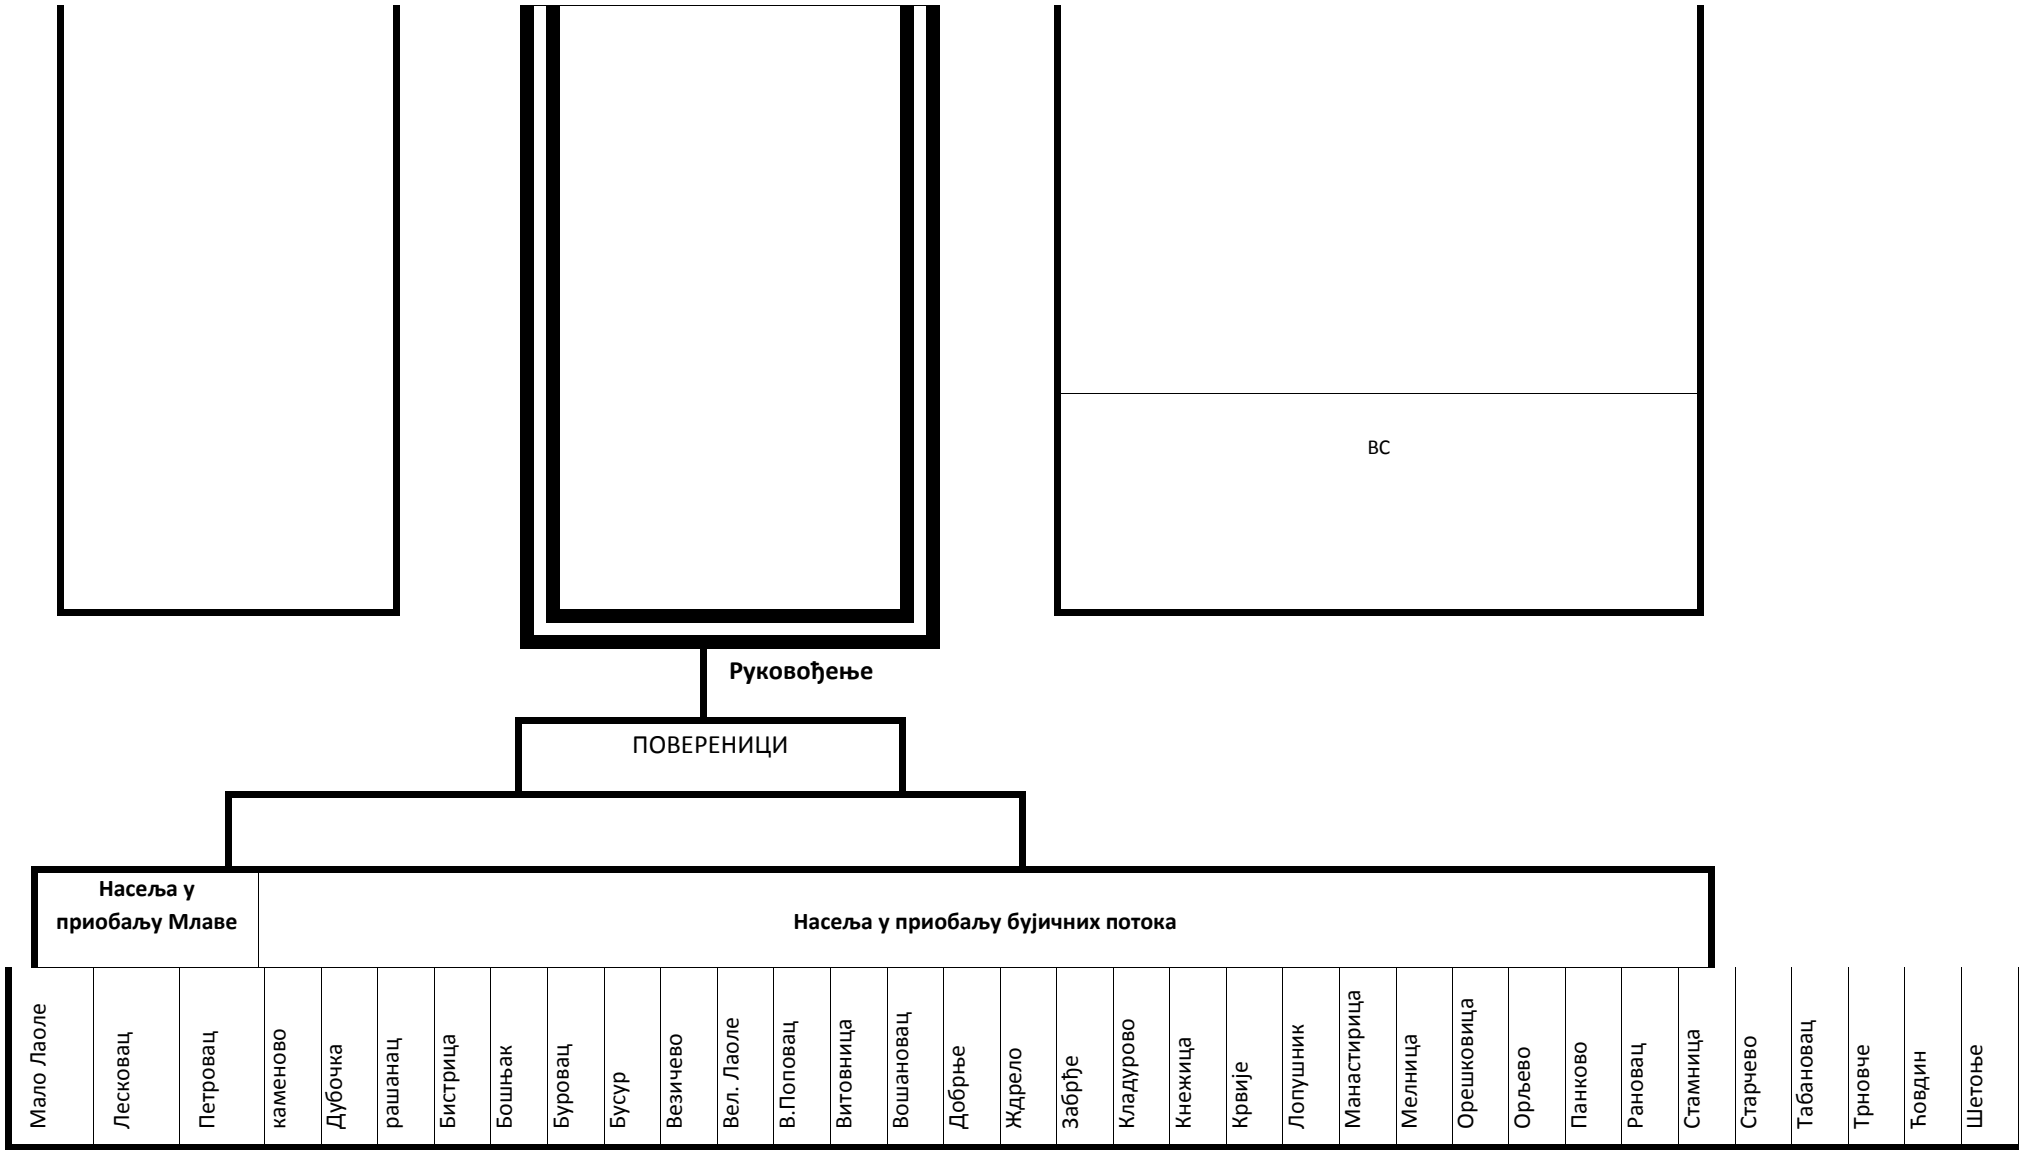 ВС
Руковођење
ПОВЕРЕНИЦИ
Насеља у
приобаљу Млаве
Насеља у приобаљу бујичних потока
Мало Лаоле
Лесковац
Петровац
каменово
Дубочка
рашанац
Бистрица
Бошњак
Буровац
Бусур
Везичево
Вел. Лаоле
В.Поповац
Витовница
Вошановац
Добрње
Ждрело
Забрђе
Кладурово
Кнежица
Крвије
Лопушник
Манастирица
Мелница
Орешковица
Орљево
Панково
Рановац
Стамница
Старчево
Табановац
Трновче
Ћовдин
Шетоње